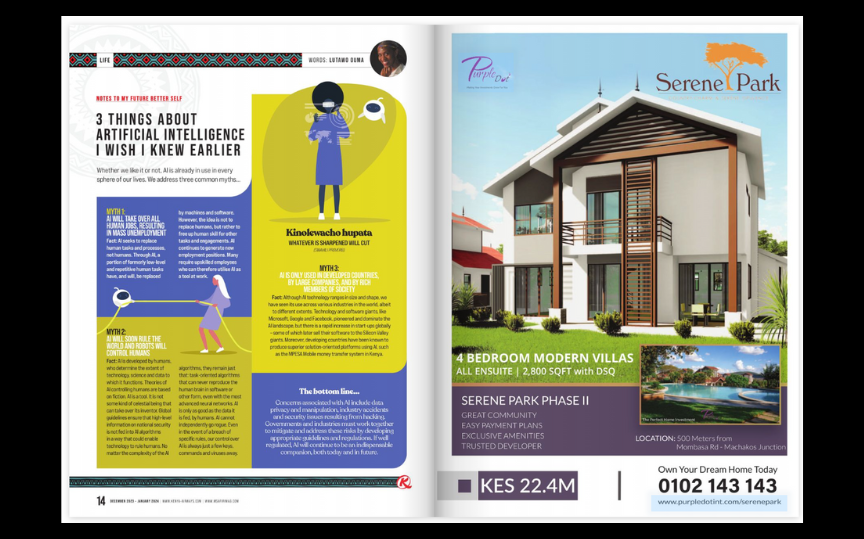 LIFE
WORDS: LUTAWO OUMA
NOTES TO MY FUTURE BETTER SELF
3 THINGS ABOUT
ARTIFICIAL INTELLIGENCE
I WISH I KNEW EARLIER
Whether we like it or not, AI is already in use in every
sphere of our lives. We address three common myths...
MYTH 1:
AI WILL TAKE OVER ALL
HUMAN JOBS, RESULTING
IN MASS UNEMPLOYMENT
Fact: AI seeks to replace
human tasks and processes,
not humans. Through AI, a
portion of formerly low-level
and repetitive human tasks
have, and will, be replaced
by machines and software.
However, the idea is not to
replace humans, but rather to
free up human skill for other
tasks and engagements. AI
continues to generate new
employment positions. Many
require upskilled employees
who can therefore utilise AI as
a tool at work.
MYTH 2:
AI WILL SOON RULE THE
WORLD AND ROBOTS WILL
CONTROL HUMANS
Fact: AI is developed by humans,
who determine the extent of
technology, science and data to
which it functions. Theories of
AI controlling humans are based
on fiction. AI is a tool. It is not
some kind of unrivalled being that
can take over its inventor. Global
guidelines ensure that high-level
information on national security
is not fed into AI algorithms
in a way that could enable
technology to rule humans. No
matter the complexity of the AI
algorithms, they remain just
that: task-oriented algorithms
that can never reproduce the
human brain in software or
other form, even with the most
advanced neural networks. AI
is only as good as the data it
is fed, by humans. AI cannot
independently go rogue. Even
in the event of a breach of
specific rules, our control over
AI is always just a few keys,
commands and viruses away.
Kinolewacho hupata
WHATEVER IS SHARPENED WILL CUT
(SWAHILI PROVERB)
MYTH 3:
AI IS ONLY USED IN DEVELOPED COUNTRIES,
BY LARGE COMPANIES, AND BY RICH
MEMBERS OF SOCIETY
Fact: Although AI technology ranges in size and shape, we
have seen its use across various industries in the world, albeit
to different extents. Technology and software giants, like
Microsoft, Google and Facebook, pioneered and dominate the
AI landscape, but there is a rapid increase in start-ups globally
– some of which later sell their software to the Silicon Valley
giants. Moreover, developing countries have been known to
produce superior solution-oriented platforms using AI, such
as the MPESA Mobile money transfer system in Kenya.
The bottom line...
Concerns associated with AI include data
privacy and manipulation, industry accidents
and security issues resulting from hacking.
Governments and industries must work together
to mitigate and address these risks by developing
appropriate guidelines and regulations. If well
regulated, AI will continue to be an indispensable
companion, both today and in future.
14 DECEMBER 2023 – JANUARY 2024
Purple Dot
Serene Park
4 BEDROOM MODERN VILLAS
ALL ENSUITE | 2,800 SQFT with DSQ
SERENE PARK PHASE II
GREAT COMMUNITY
EASY PAYMENT PLANS
EXCLUSIVE AMENITIES
TRUSTED DEVELOPER
LOCATION: 500 Meters from
Mombasa Rd - Machakos Junction
KES 22.4M
Own Your Dream Home Today
0102 143 143
www.purpledotint.com/serenepark